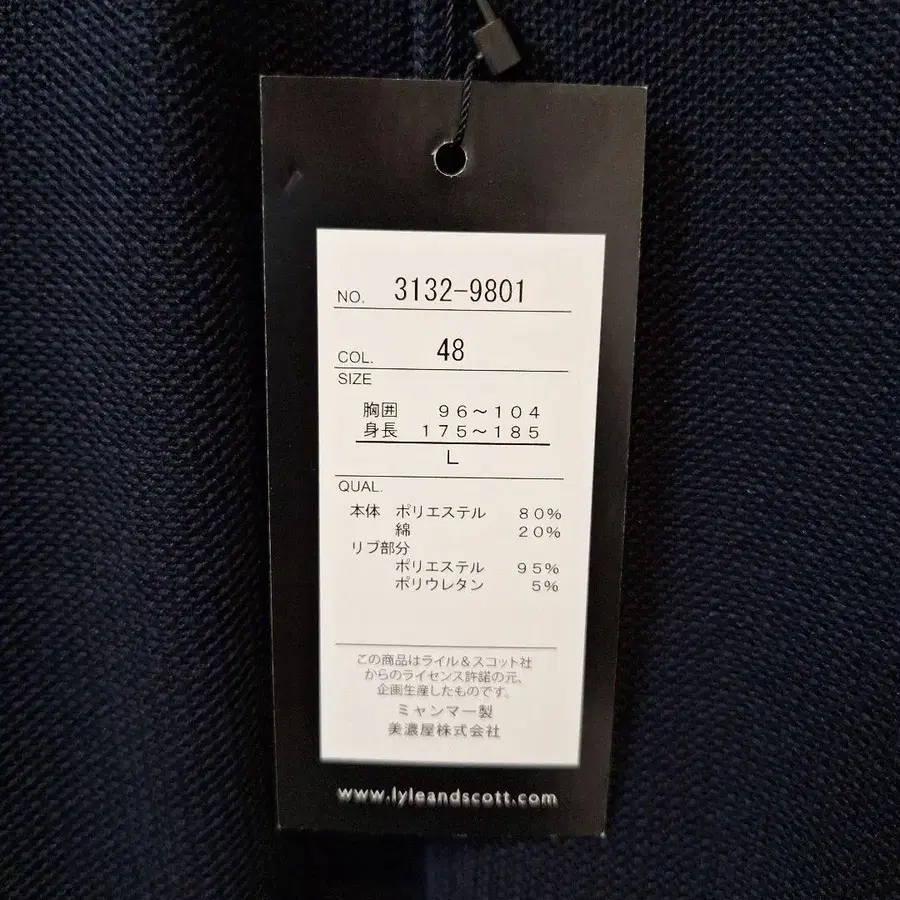 NO. 3132-9801
COL. 48
SIZE
胸囲 96〜104
身長 175〜185
L
QUAL.
本体 ポリエステル 80%
綿 20%
リブ部分
ポリエステル 95%
ポリウレタン 5%
この商品はライル＆スコット社
からのライセンス許諾の元、
企画生産したものです。
ミャンマー製
美濃屋株式会社
www.lyleandscott.com